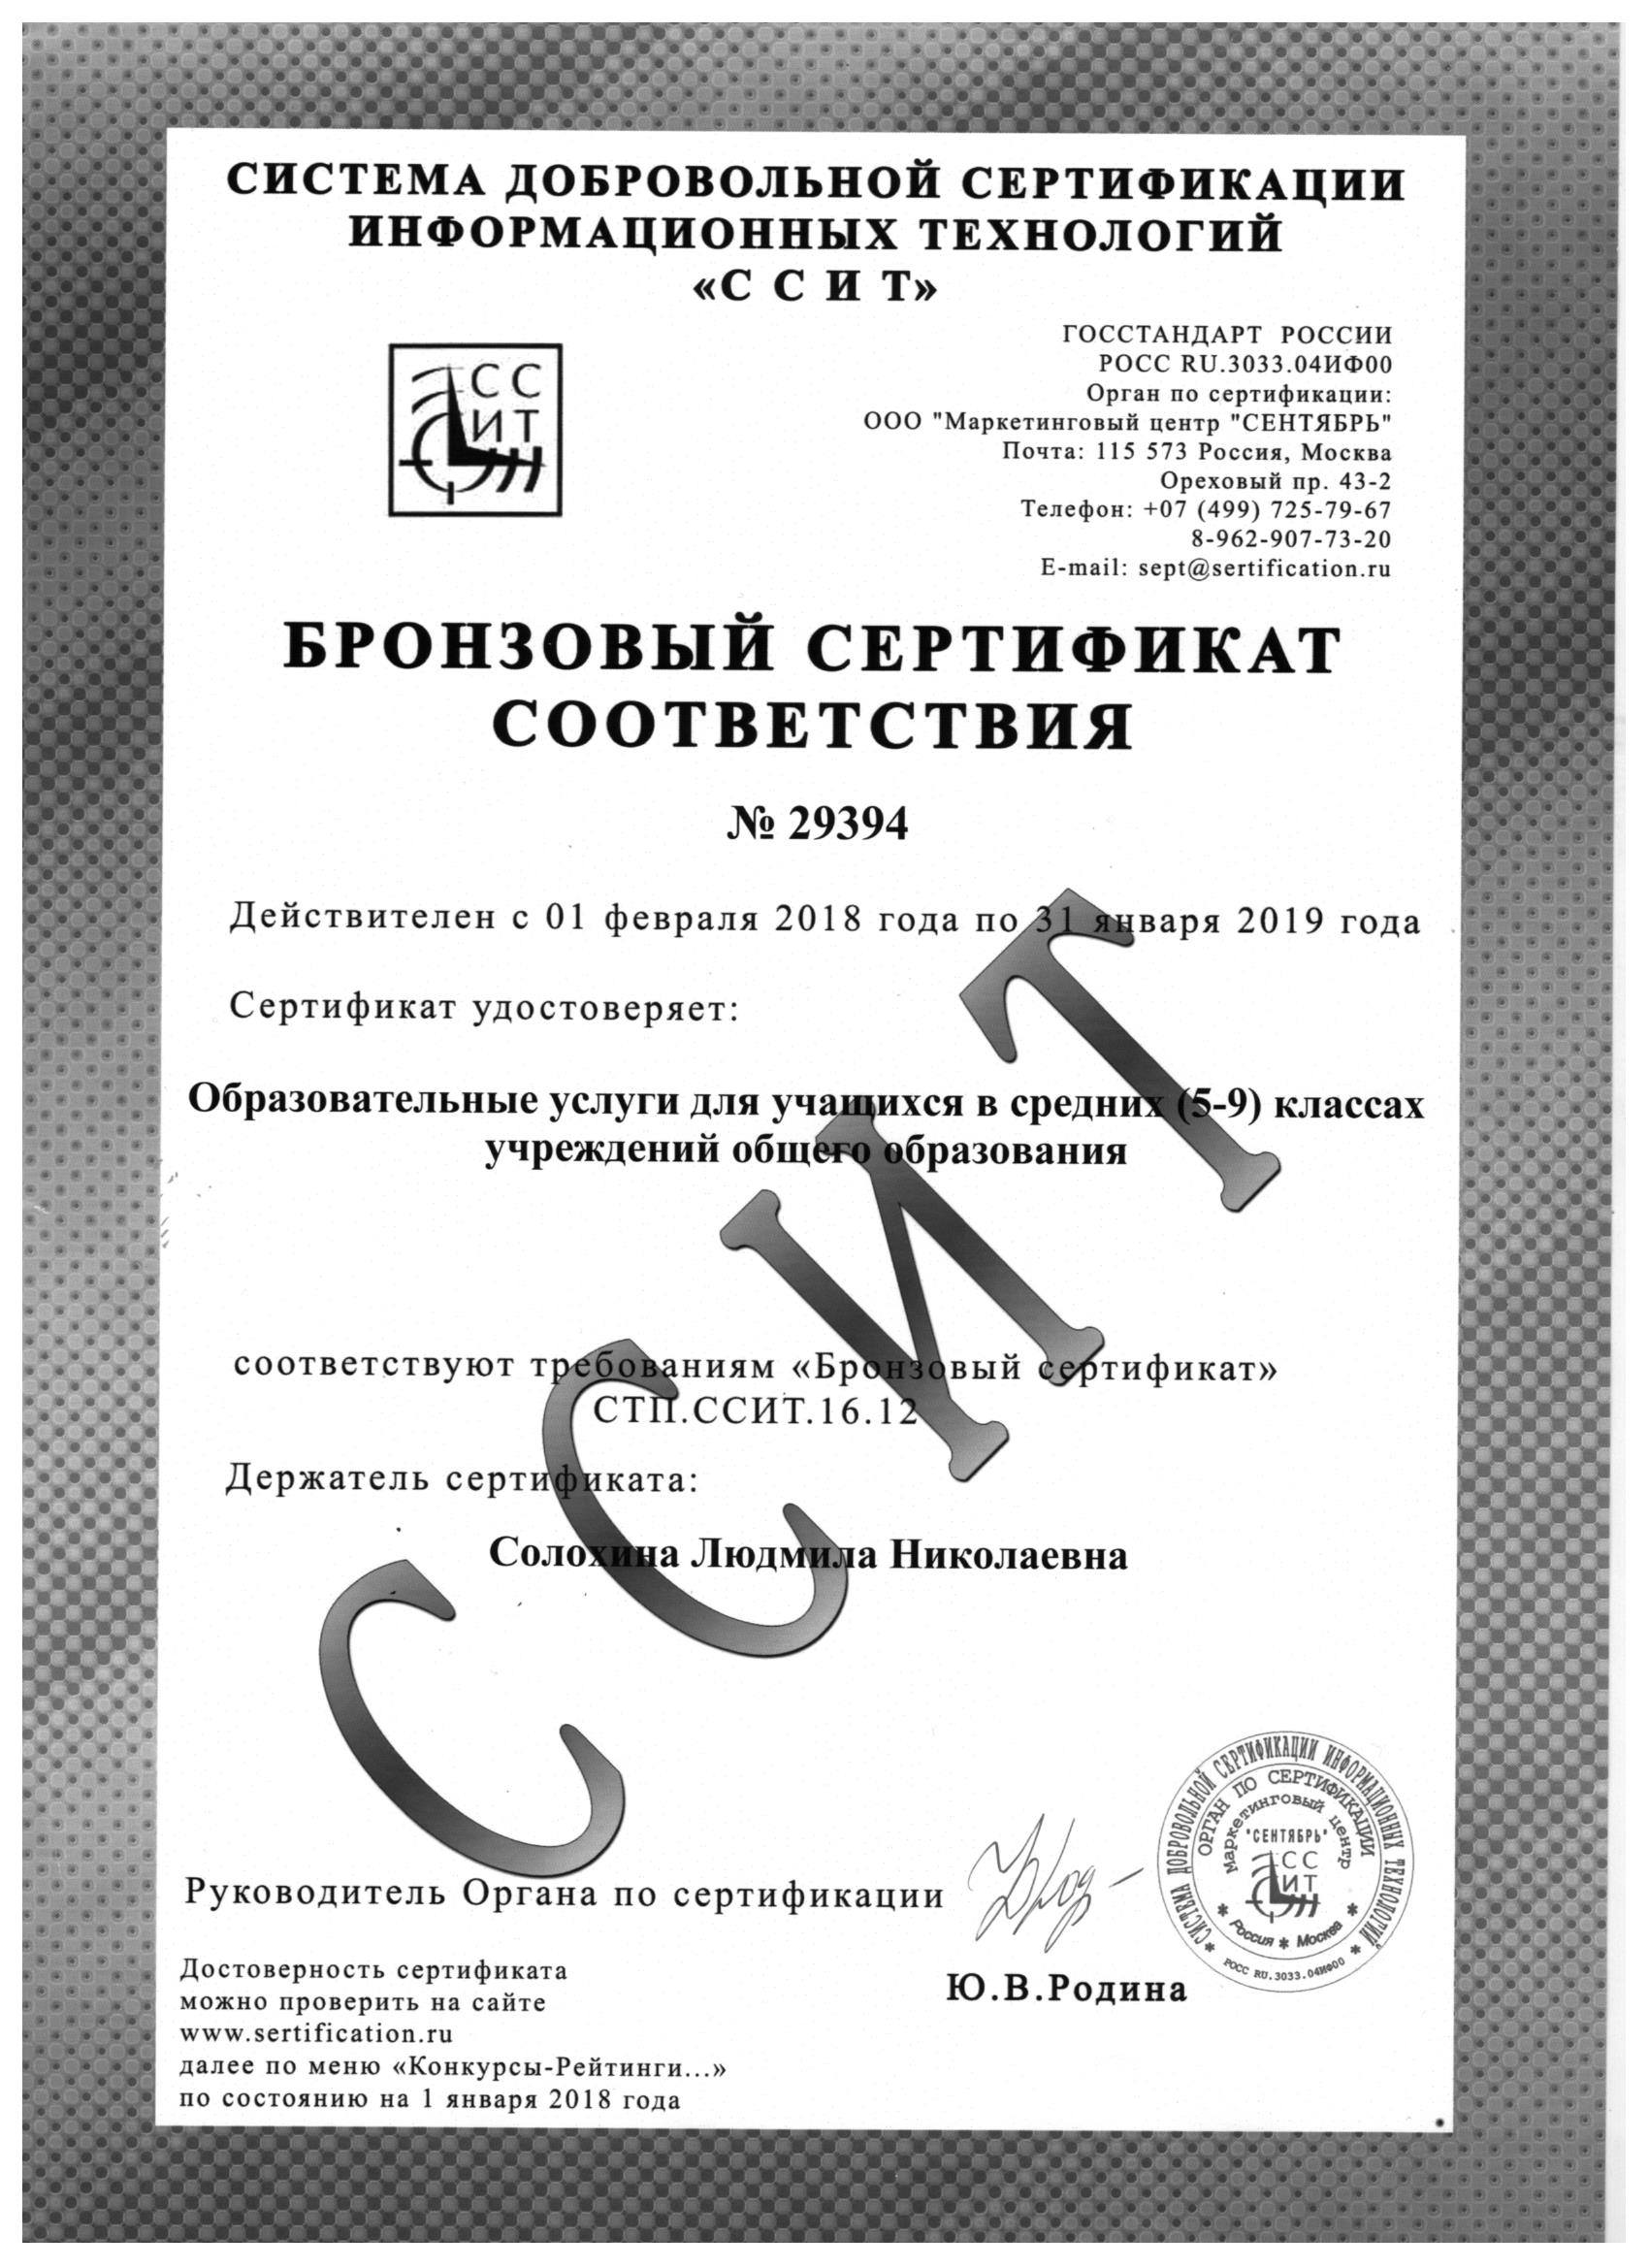 СИСТЕМА ДОБРОВОЛЬНОЙ СЕРТИФИКАЦИИ
ИНФОРМАЦИОННЫХ ТЕХНОЛОГИЙ
«С С И Т»
СС
ИТ
ГОССТАНДАРТ РОССИИ
РОСС RU.3033.04ИФ00
Орган по сертификации:
ООО "Маркетинговый центр "СЕНТЯБРЬ"
Почта: 115 573 Россия, Москва
Ореховый пр. 43-2
Телефон: +07 (499) 725-79-67
8-962-907-73-20
E-mail: sept@sertification.ru
БРОНЗОВЫЙ СЕРТИФИКАТ
СООТВЕТСТВИЯ
№ 29394
Действителен с 01 февраля 2018 года по 31 января 2019 года
Сертификат удостоверяет:
Образовательные услуги для учащихся в средних (5-9) классах
учреждений общего образования
соответствуют требованиям «Бронзовый сертификат»
СТП.ССИТ.16.12
Держатель сертификата:
Солохина Людмила Николаевна
ССИТ
Руководитель Органа по сертификации
Ю.В.Родина
СИСТЕМА ДОБРОВОЛЬНОЙ СЕРТИФИКАЦИИ ИНФОРМАЦИОННЫХ ТЕХНОЛОГИЙ
ОРГАН ПО СЕРТИФИКАЦИИ
Маркетинговый центр
"СЕНТЯБРЬ"
СС
ИТ
Россия * Москва
РОСС RU.3033.04ИФ00
Достоверность сертификата
можно проверить на сайте
www.sertification.ru
далее по меню «Конкурсы-Рейтинги...»
по состоянию на 1 января 2018 года